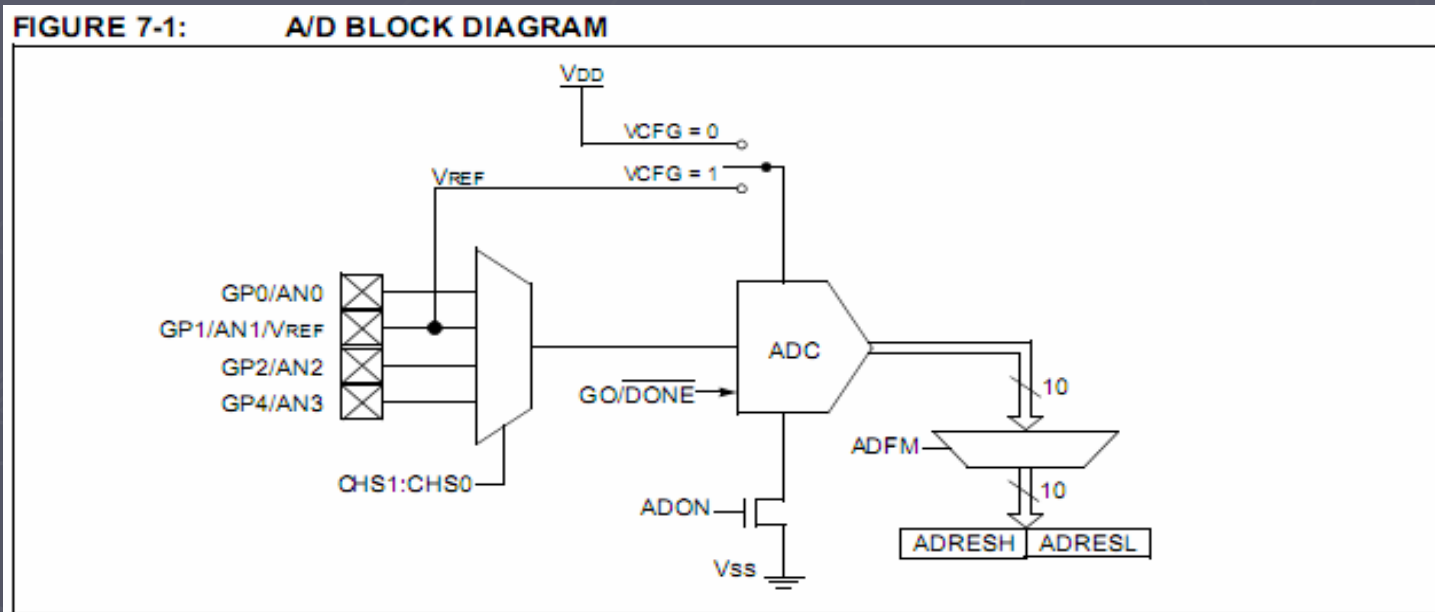 FIGURE 7-1: A/D BLOCK DIAGRAM
VDD
VCFG = 0
VREF
VCFG = 1
GP0/AN0
GP1/AN1/VREF
GP2/AN2
GP4/AN3
ADC
GO/DONE
10
ADFM
CHS1:CHS0
10
ADON
ADRESH ADRESL
VSS